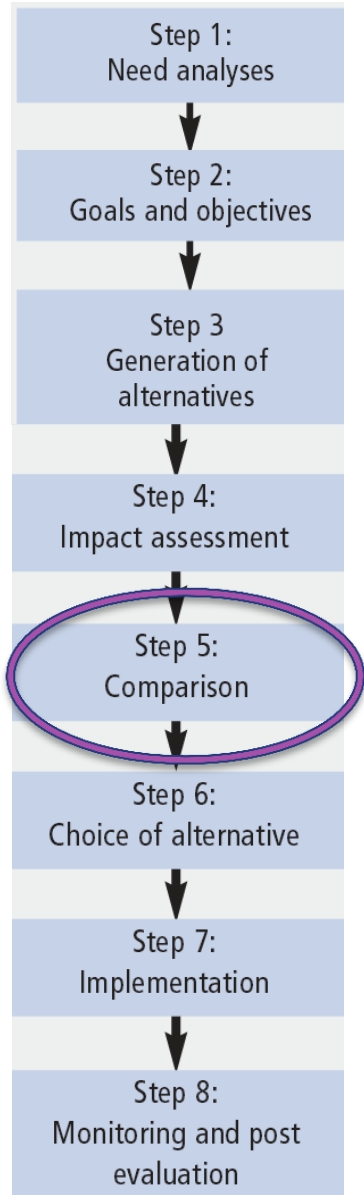 Step 1:
Need analyses
Step 2:
Goals and objectives
Step 3
Generation of
alternatives
Step 4:
Impact assessment
Step 5:
Comparison
Step 6:
Choice of alternative
Step 7:
Implementation
Step 8:
Monitoring and post
evaluation